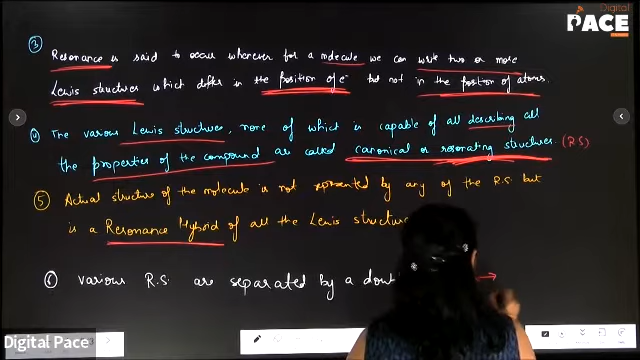 Digital
PACE
③
Resonance is said to occur whenever for a molecule we can write two or more
Lewis structures which differ in the position of e⁻ but not in the position of atoms.
④ The various Lewis structures, none of which is capable of all describing all
the properties of the compound are called canonical or resonating structures. (R.S)
⑤ Actual structure of the molecule is not by any of the R.S. but
is a Resonance Hybrid of all the Lewis
⑥ various R.S. are separated by a →
Digital Pace